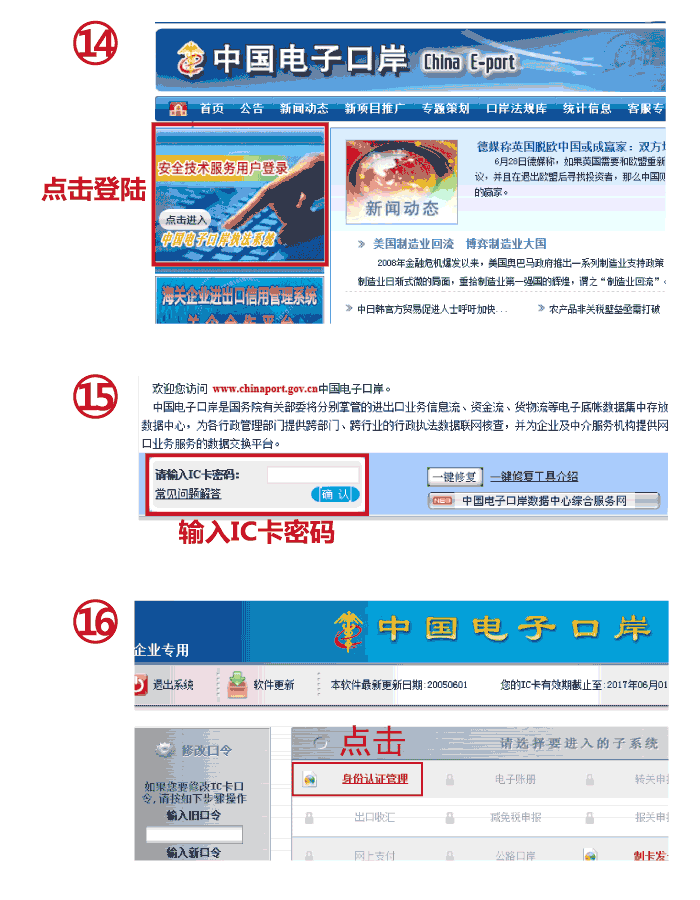 14
中国电子口岸 China E-port
首页 公告 新闻动态 新项目推广 专题策划 口岸法规库 统计信息 客服专
安全技术服务用户登录
点击登陆
点击进入
中国电子口岸执法系统
海关企业进出口信用管理系统
新闻动态
德媒称英国脱欧中国或成赢家：双方
6月28日德媒称，如果英国需要和欧盟重新
议，并且在退出欧盟后寻找投资者，那么中国
的赢家。
美国制造业回流 博弈制造业大国
2008年金融危机爆发以来，美国奥巴马政府推出一系列制造业支持政策
制造业日渐式微的局面，重拾制造业第一强国的辉煌，谓之“制造业回流”。
中日韩官方贸易促进人士呼吁加快... 农产品非关税壁垒亟需打破
15
欢迎您访问 www.chinaport.gov.cn中国电子口岸。
中国电子口岸是国务院有关部委将分别掌管的进出口业务信息流、资金流、货物流等电子底帐数据集中存放
数据中心，为各行政管理部门提供跨部门、跨行业的行政执法数据联网核查，并为企业及中介服务机构提供网
口业务服务的数据交换平台。
请输入IC卡密码：
常见问题解答 确 认
一键修复 一键修复工具介绍
NEO 中国电子口岸数据中心综合服务网
输入IC卡密码
16
中国电子口岸
企业专用
退出系统 软件更新 本软件最新更新日期:20050601 您的IC卡有效期截止至:2017年06月01
点击
修改口令
请选择要进入的子系统
如果您要修改IC卡口
令,请按如下步骤操作
输入旧口令
输入新口令
身份认证管理 电子账册 转关申
出口收汇 减免税申报 报关申
网上支付 公路口岸 制卡发